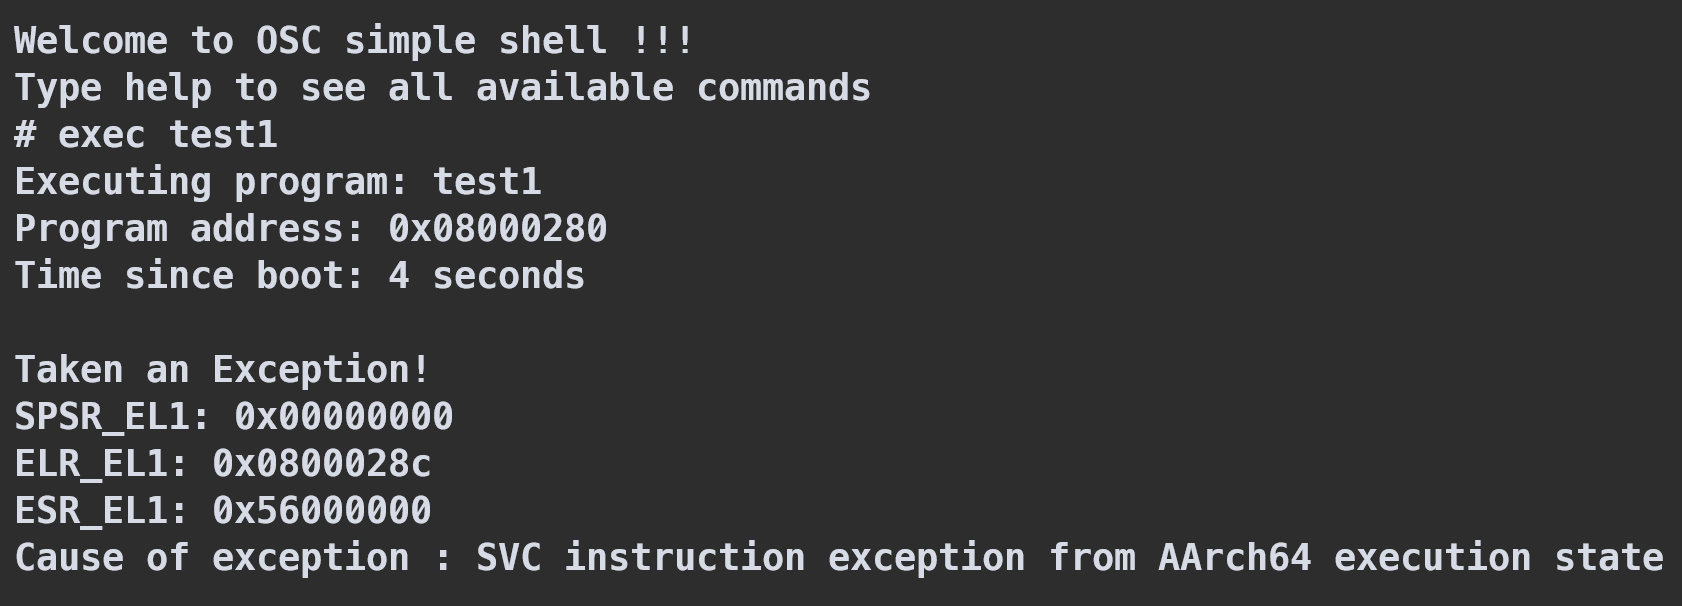 Welcome to OSC simple shell !!!
Type help to see all available commands
# exec test1
Executing program: test1
Program address: 0x08000280
Time since boot: 4 seconds
Taken an Exception!
SPSR_EL1: 0x00000000
ELR_EL1: 0x0800028c
ESR_EL1: 0x56000000
Cause of exception : SVC instruction exception from AArch64 execution state